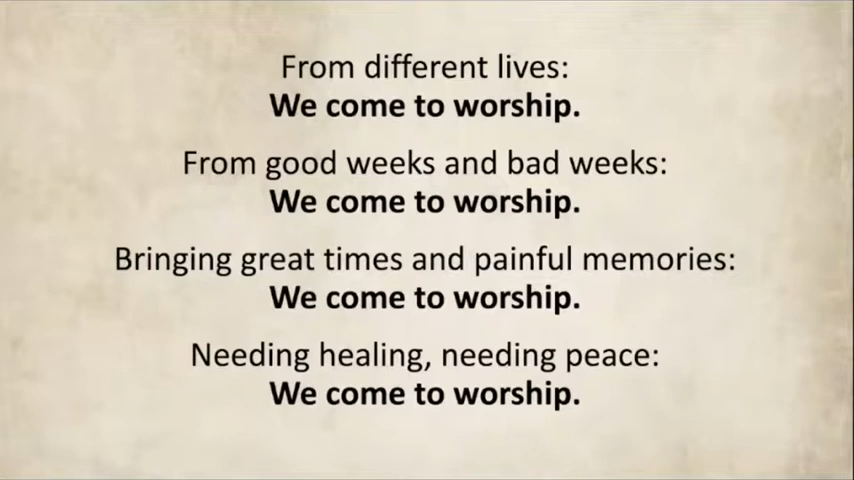 From different lives:
We come to worship.
From good weeks and bad weeks:
We come to worship.
Bringing great times and painful memories:
We come to worship.
Needing healing, needing peace:
We come to worship.